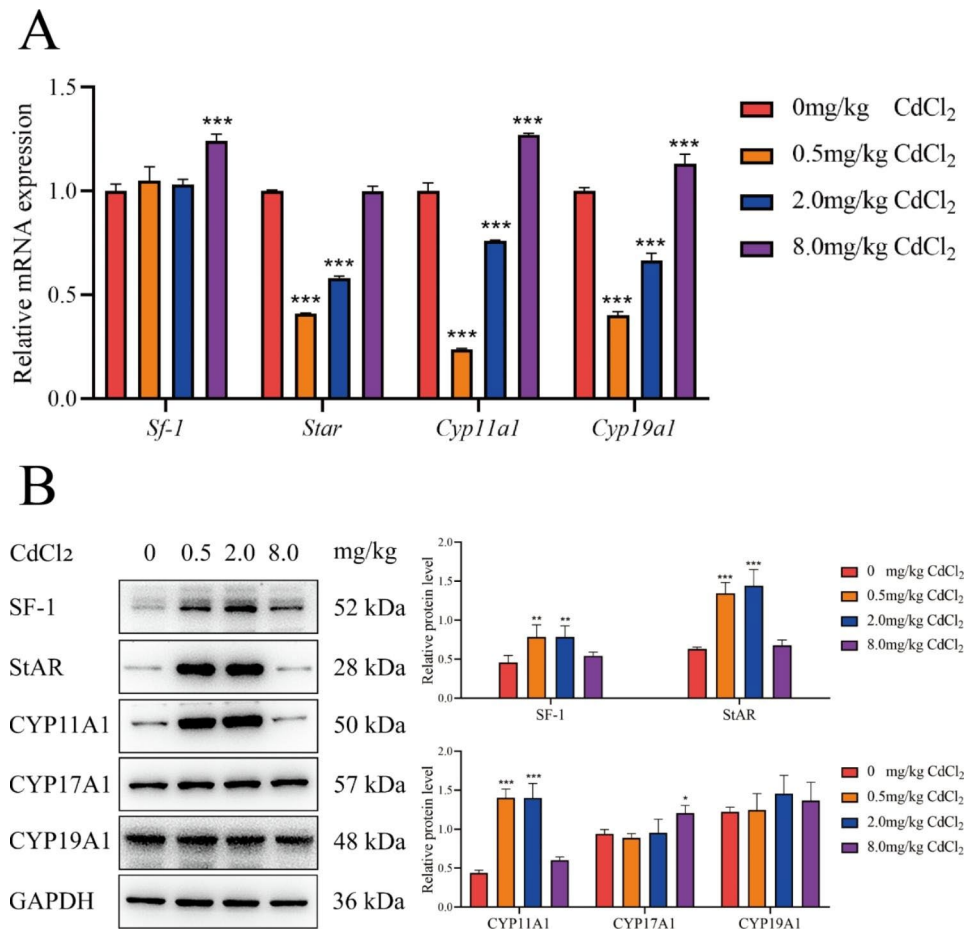 A
Relative mRNA expression
1.5
1.0
0.5
0.0
***
***
***
***
***
***
***
***
***
Sf-1
Star
Cyp11a1
Cyp19a1
0mg/kg CdCl2
0.5mg/kg CdCl2
2.0mg/kg CdCl2
8.0mg/kg CdCl2
B
CdCl2 0 0.5 2.0 8.0 mg/kg
SF-1 52 kDa
StAR 28 kDa
CYP11A1 50 kDa
CYP17A1 57 kDa
CYP19A1 48 kDa
GAPDH 36 kDa
Relative protein level
2.0
1.5
1.0
0.5
0.0
**
**
***
***
SF-1
StAR
0 mg/kg CdCl2
0.5mg/kg CdCl2
2.0mg/kg CdCl2
8.0mg/kg CdCl2
Relative protein level
2.0
1.5
1.0
0.5
0.0
***
***
*
CYP11A1
CYP17A1
CYP19A1
0 mg/kg CdCl2
0.5mg/kg CdCl2
2.0mg/kg CdCl2
8.0mg/kg CdCl2